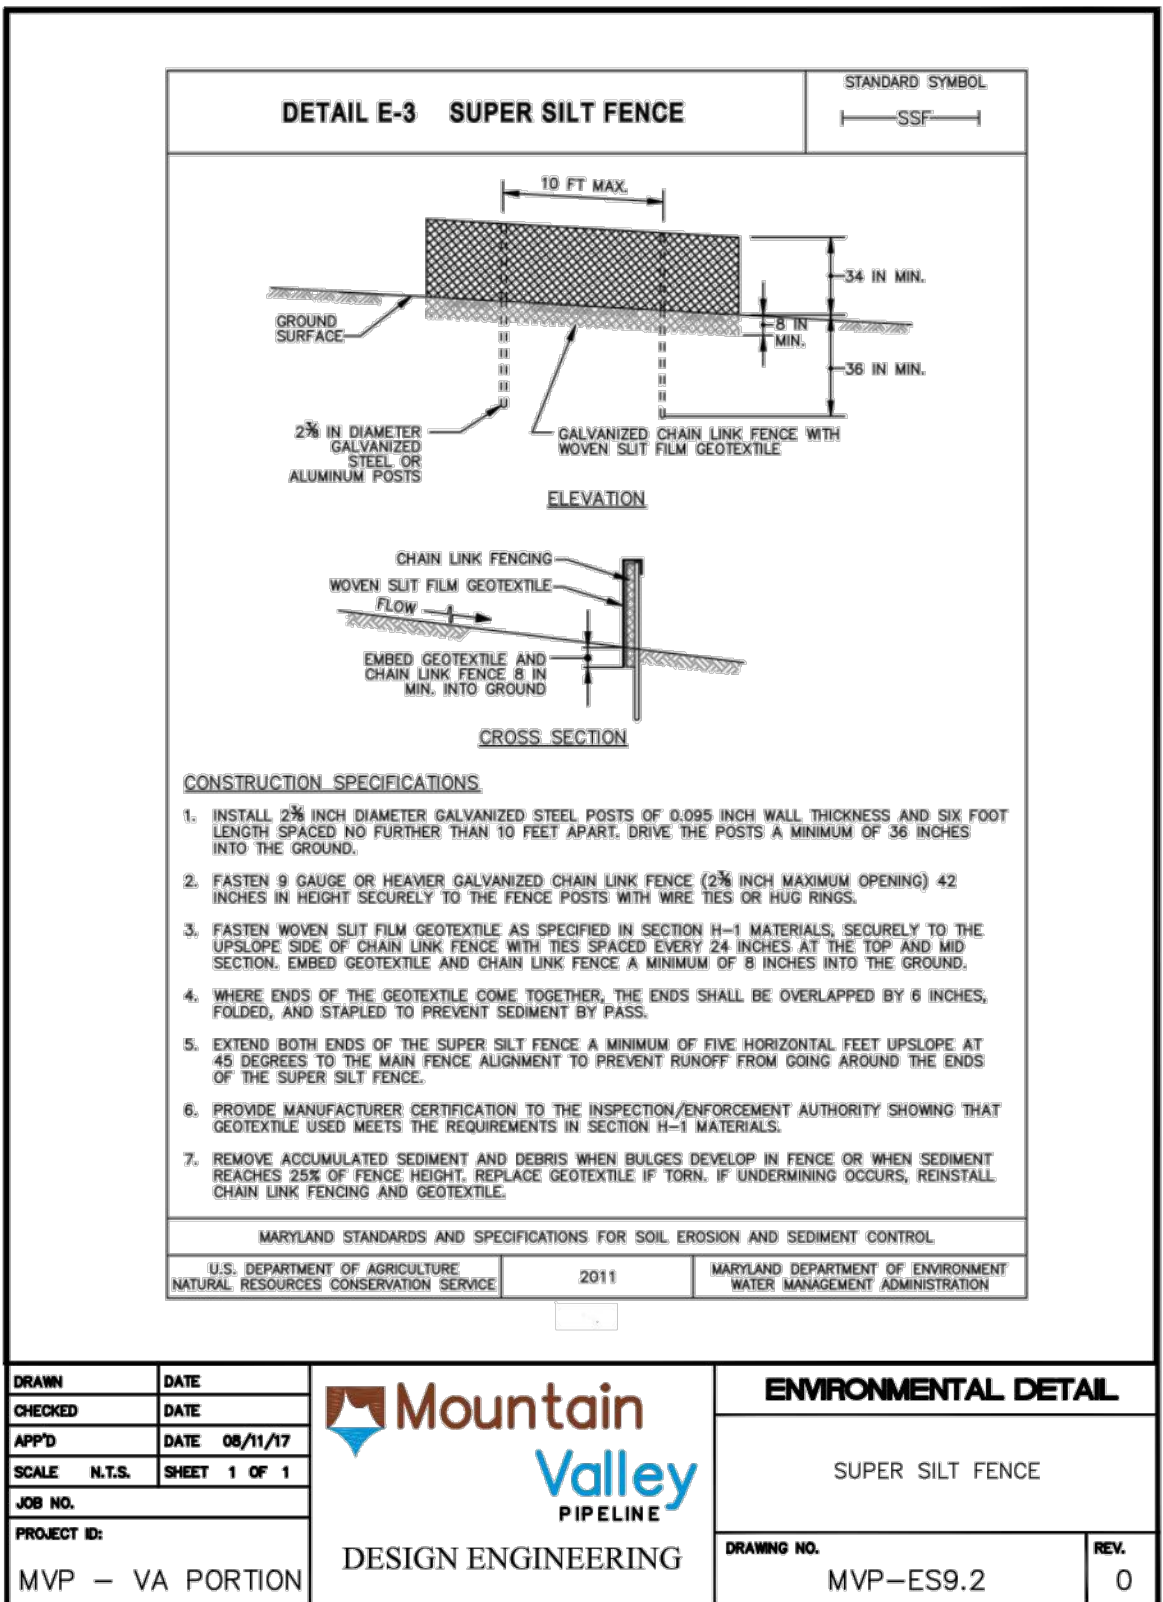 DETAIL E-3 SUPER SILT FENCE
STANDARD SYMBOL
SSF
10 FT MAX.
34 IN MIN.
GROUND
SURFACE
8 IN
MIN.
36 IN MIN.
2⅜ IN DIAMETER
GALVANIZED
STEEL OR
ALUMINUM POSTS
GALVANIZED CHAIN LINK FENCE WITH
WOVEN SLIT FILM GEOTEXTILE
ELEVATION
CHAIN LINK FENCING
WOVEN SLIT FILM GEOTEXTILE
FLOW
EMBED GEOTEXTILE AND
CHAIN LINK FENCE 8 IN
MIN. INTO GROUND
CROSS SECTION
CONSTRUCTION SPECIFICATIONS
1. INSTALL 2⅜ INCH DIAMETER GALVANIZED STEEL POSTS OF 0.095 INCH WALL THICKNESS AND SIX FOOT
LENGTH SPACED NO FURTHER THAN 10 FEET APART. DRIVE THE POSTS A MINIMUM OF 36 INCHES
INTO THE GROUND.
2. FASTEN 9 GAUGE OR HEAVIER GALVANIZED CHAIN LINK FENCE (2⅜ INCH MAXIMUM OPENING) 42
INCHES IN HEIGHT SECURELY TO THE FENCE POSTS WITH WIRE TIES OR HUG RINGS.
3. FASTEN WOVEN SLIT FILM GEOTEXTILE AS SPECIFIED IN SECTION H-1 MATERIALS, SECURELY TO THE
UPSLOPE SIDE OF CHAIN LINK FENCE WITH TIES SPACED EVERY 24 INCHES AT THE TOP AND MID
SECTION. EMBED GEOTEXTILE AND CHAIN LINK FENCE A MINIMUM OF 8 INCHES INTO THE GROUND.
4. WHERE ENDS OF THE GEOTEXTILE COME TOGETHER, THE ENDS SHALL BE OVERLAPPED BY 6 INCHES,
FOLDED, AND STAPLED TO PREVENT SEDIMENT BY PASS.
5. EXTEND BOTH ENDS OF THE SUPER SILT FENCE A MINIMUM OF FIVE HORIZONTAL FEET UPSLOPE AT
45 DEGREES TO THE MAIN FENCE ALIGNMENT TO PREVENT RUNOFF FROM GOING AROUND THE ENDS
OF THE SUPER SILT FENCE.
6. PROVIDE MANUFACTURER CERTIFICATION TO THE INSPECTION/ENFORCEMENT AUTHORITY SHOWING THAT
GEOTEXTILE USED MEETS THE REQUIREMENTS IN SECTION H-1 MATERIALS.
7. REMOVE ACCUMULATED SEDIMENT AND DEBRIS WHEN BULGES DEVELOP IN FENCE OR WHEN SEDIMENT
REACHES 25% OF FENCE HEIGHT. REPLACE GEOTEXTILE IF TORN. IF UNDERMINING OCCURS, REINSTALL
CHAIN LINK FENCING AND GEOTEXTILE.
MARYLAND STANDARDS AND SPECIFICATIONS FOR SOIL EROSION AND SEDIMENT CONTROL
U.S. DEPARTMENT OF AGRICULTURE
NATURAL RESOURCES CONSERVATION SERVICE
2011
MARYLAND DEPARTMENT OF ENVIRONMENT
WATER MANAGEMENT ADMINISTRATION
DRAWN DATE
CHECKED DATE
APP'D DATE 08/11/17
SCALE N.T.S. SHEET 1 OF 1
JOB NO.
PROJECT ID:
MVP - VA PORTION
Mountain
Valley
PIPELINE
DESIGN ENGINEERING
ENVIRONMENTAL DETAIL
SUPER SILT FENCE
DRAWING NO.
MVP-ES9.2
REV.
0